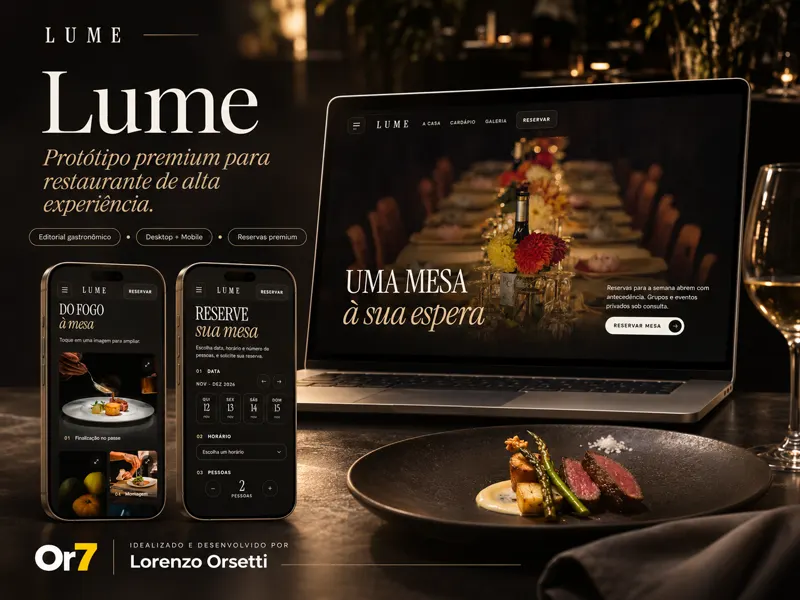 LUME
Lume
Protótipo premium para
restaurante de alta
experiência.
Editorial gastronômico
Desktop + Mobile
Reservas premium
LUME
RESERVAR
DO FOGO
à mesa
Toque em uma imagem para ampliar.
01 Finalização no passe
04 Montagem
LUME
RESERVAR
RESERVE
sua mesa
Escolha data, horário e número de
pessoas, e solicite sua reserva.
01 DATA
NOV - DEZ 2026
QUI SEX SÁB DOM
12 13 14 15
NOV NOV NOV NOV
02 HORÁRIO
Escolha um horário
03 PESSOAS
2
PESSOAS
LUME A CASA CARDÁPIO GALERIA RESERVAR
UMA MESA
à sua espera
Reservas para a semana abrem com
antecedência. Grupos e eventos
privados sob consulta.
RESERVAR MESA
Or7
IDEALIZADO E DESENVOLVIDO POR
Lorenzo Orsetti